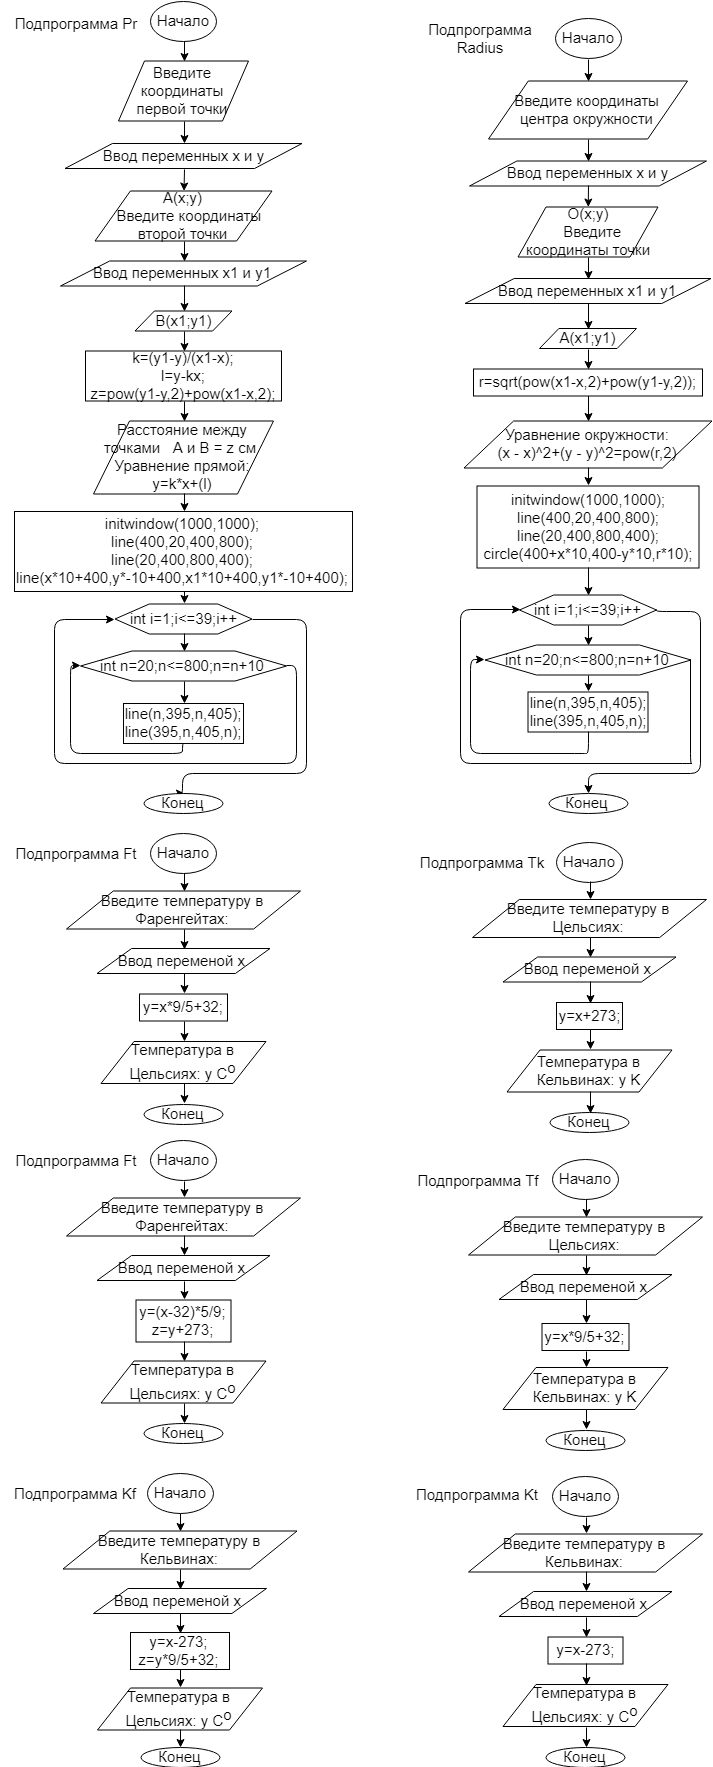 Подпрограмма Pr
Начало
Введите
координаты
первой точки
Ввод переменных x и y
A(x;y)
Введите координаты
второй точки
Ввод переменных x1 и y1
B(x1;y1)
k=(y1-y)/(x1-x);
l=y-kx;
z=pow(y1-y,2)+pow(x1-x,2);
Расстояние между
точками A и B = z см
Уравнение прямой:
y=k*x+(l)
initwindow(1000,1000);
line(400,20,400,800);
line(20,400,800,400);
line(x*10+400,y*-10+400,x1*10+400,y1*-10+400);
int i=1;i<=39;i++
int n=20;n<=800;n=n+10
line(n,395,n,405);
line(395,n,405,n);
Конец
Подпрограмма
Radius
Начало
Введите координаты
центра окружности
Ввод переменных x и y
O(x;y)
Введите
координаты точки
Ввод переменных x1 и y1
A(x1;y1)
r=sqrt(pow(x1-x,2)+pow(y1-y,2));
Уравнение окружности:
(x - x)^2+(y - y)^2=pow(r,2)
initwindow(1000,1000);
line(400,20,400,800);
line(20,400,800,400);
circle(400+x*10,400-y*10,r*10);
int i=1;i<=39;i++
int n=20;n<=800;n=n+10
line(n,395,n,405);
line(395,n,405,n);
Конец
Подпрограмма Ft
Начало
Введите температуру в
Фаренгейтах:
Ввод переменой x
y=x*9/5+32;
Температура в
Цельсиях: y Cº
Конец
Подпрограмма Tk
Начало
Введите температуру в
Цельсиях:
Ввод переменой x
y=x+273;
Температура в
Кельвинах: y K
Конец
Подпрограмма Ft
Начало
Введите температуру в
Фаренгейтах:
Ввод переменой x
y=(x-32)*5/9;
z=y+273;
Температура в
Цельсиях: y Cº
Конец
Подпрограмма Tf
Начало
Введите температуру в
Цельсиях:
Ввод переменой x
y=x*9/5+32;
Температура в
Кельвинах: y K
Конец
Подпрограмма Kf
Начало
Введите температуру в
Кельвинах:
Ввод переменой x
y=x-273;
z=y*9/5+32;
Температура в
Цельсиях: y Cº
Конец
Подпрограмма Kt
Начало
Введите температуру в
Кельвинах:
Ввод переменой x
y=x-273;
Температура в
Цельсиях: y Cº
Конец